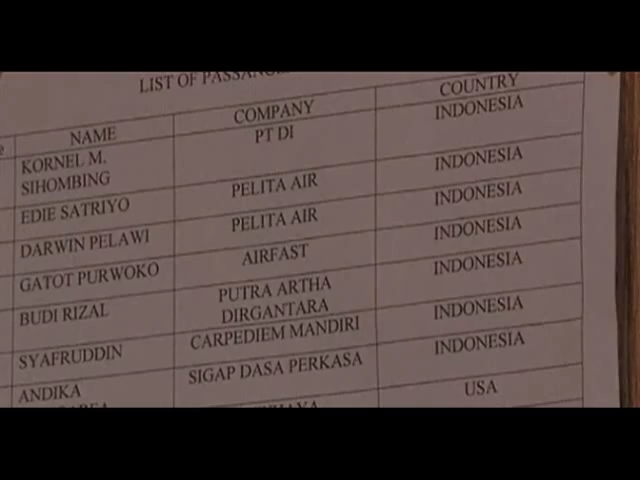 LIST OF
NAME COMPANY COUNTRY
KORNEL M. PT DI INDONESIA
SIHOMBING
EDIE SATRIYO PELITA AIR INDONESIA
DARWIN PELAWI PELITA AIR INDONESIA
GATOT PURWOKO AIRFAST INDONESIA
BUDI RIZAL PUTRA ARTHA INDONESIA
DIRGANTARA
SYAFRUDDIN CARPEDIEM MANDIRI INDONESIA
ANDIKA SIGAP DASA PERKASA INDONESIA
USA